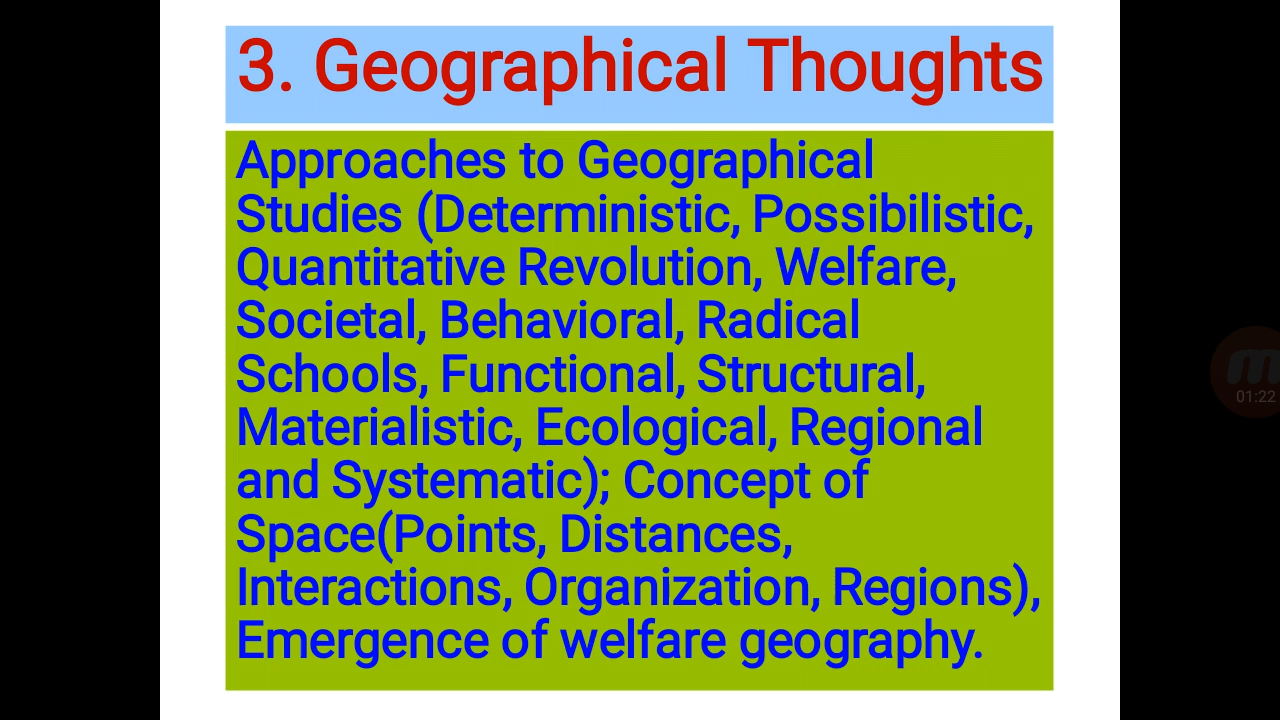 3. Geographical Thoughts
Approaches to Geographical
Studies (Deterministic, Possibilistic,
Quantitative Revolution, Welfare,
Societal, Behavioral, Radical
Schools, Functional, Structural,
Materialistic, Ecological, Regional
and Systematic); Concept of
Space(Points, Distances,
Interactions, Organization, Regions),
Emergence of welfare geography.
01:22